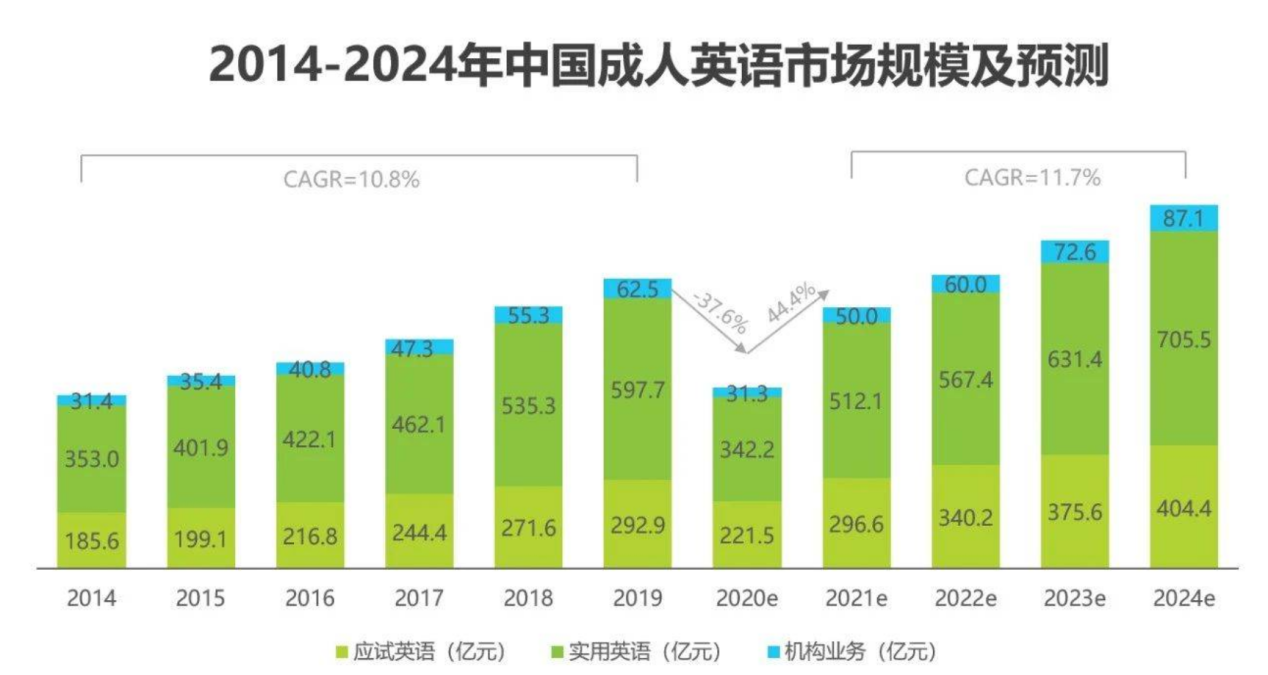 2014-2024年中国成人英语市场规模及预测
CAGR=10.8%
CAGR=11.7%
-37.6%
44.4%
31.4 35.4 40.8 47.3 55.3 62.5 31.3 50.0 60.0 72.6 87.1
353.0 401.9 422.1 462.1 535.3 597.7 342.2 512.1 567.4 631.4 705.5
185.6 199.1 216.8 244.4 271.6 292.9 221.5 296.6 340.2 375.6 404.4
2014 2015 2016 2017 2018 2019 2020e 2021e 2022e 2023e 2024e
应试英语（亿元） 实用英语（亿元） 机构业务（亿元）